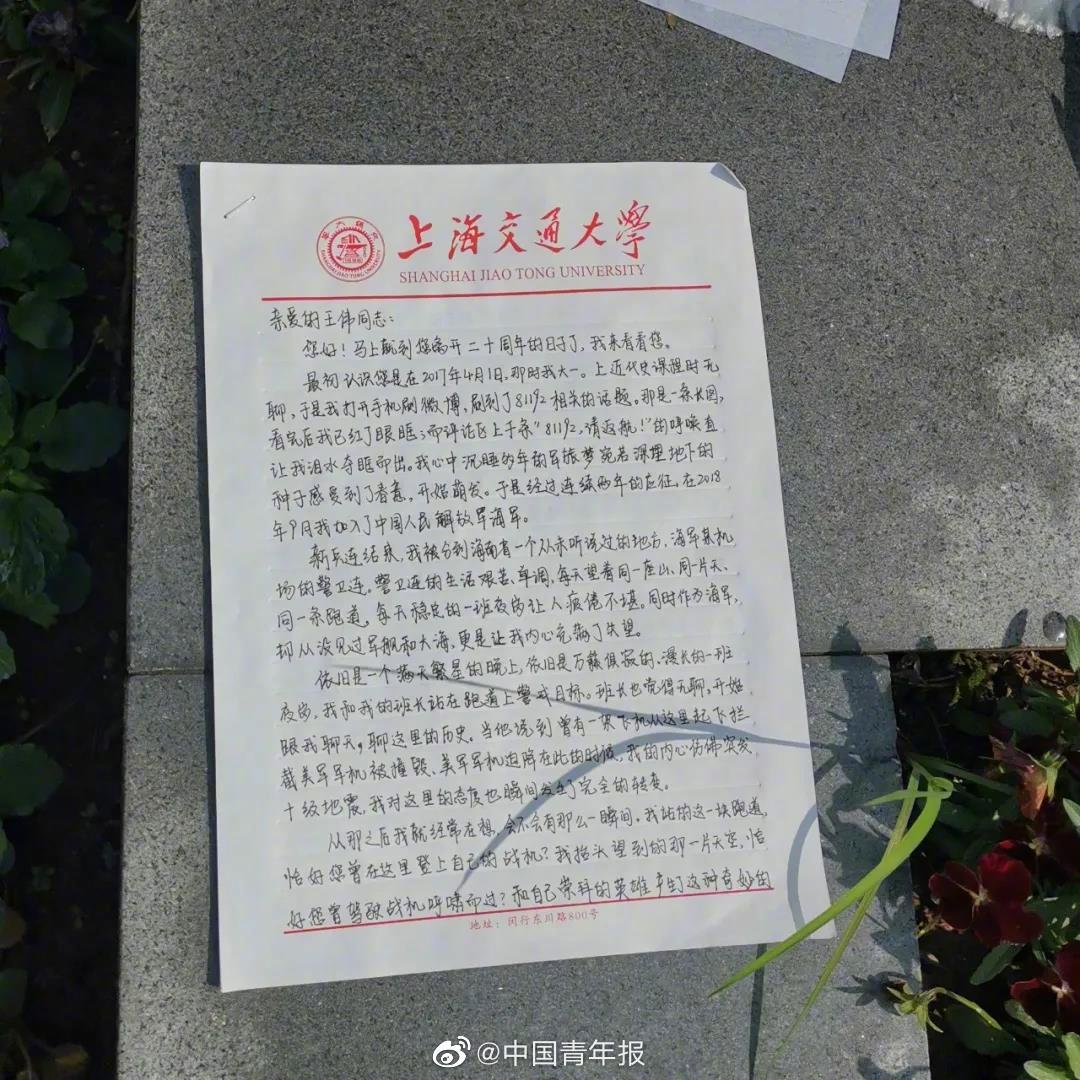 上海交通大學
SHANGHAI JIAO TONG UNIVERSITY
亲爱的王伟同志：
您好！马上就到您离开二十周年的日子了，我来看看您。
最初认识您是在2017年4月1日，那时我大一。上近代史课程时无
聊，于是我打开手机刷微博，刷到了81192相关的话题。那是一条长图，
看完后我已红了眼眶；而评论区上千条“81192，请返航！”的呼唤直
让我泪水夺眶而出。我心中沉睡多年的军旅梦宛若深埋地下的
种子感受到了春意，开始萌发。于是经过连续两年的应征，在2018
年9月我加入了中国人民解放军海军。
新兵连结束，我被分到海南省一个从未听说过的地方，海军某机
场的警卫连。警卫连的生活艰苦、单调，每天望着同一座山、同一片天、
同一条跑道，每天稳定的一班夜岗让人疲倦不堪。同时作为海军，
却从没见过军舰和大海，更是让我内心充满了失望。
依旧是一个满天繁星的晚上，依旧是万籁俱寂的、漫长的一班
夜岗，我和我的班长站在跑道上警戒目标。班长也觉得无聊，开始
跟我聊天，聊这里的历史。当他说到曾有一架飞机从这里起飞拦
截美军军机被撞毁、美军军机迫降在此的时候，我的内心仿佛突发
十级地震，我对这里的态度也瞬间发生了完全的转变。
从那之后我就经常在想，会不会有那么一瞬间，我站的这一块跑道，
恰好您曾在这里登上自己的战机？我抬头望到的那一片天空，恰
好您曾驾驶战机呼啸而过？和自己崇拜的英雄产生了这种奇妙的
地址：闵行东川路800号
@中国青年报